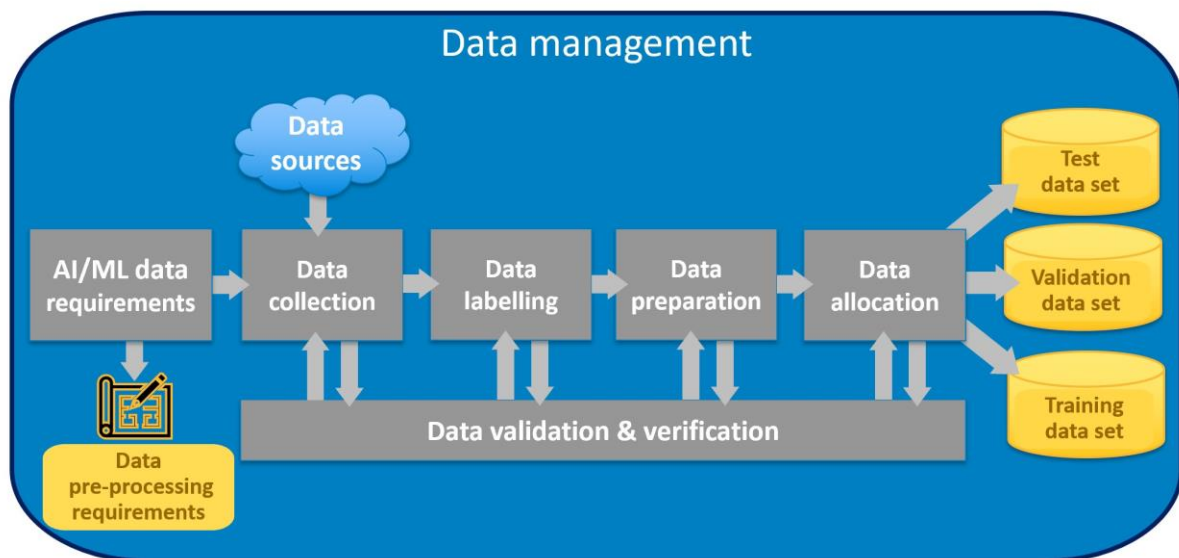 Data management
Data
sources
AI/ML data
requirements
Data
collection
Data
labelling
Data
preparation
Data
allocation
Test
data set
Validation
data set
Training
data set
Data validation & verification
Data
pre-processing
requirements